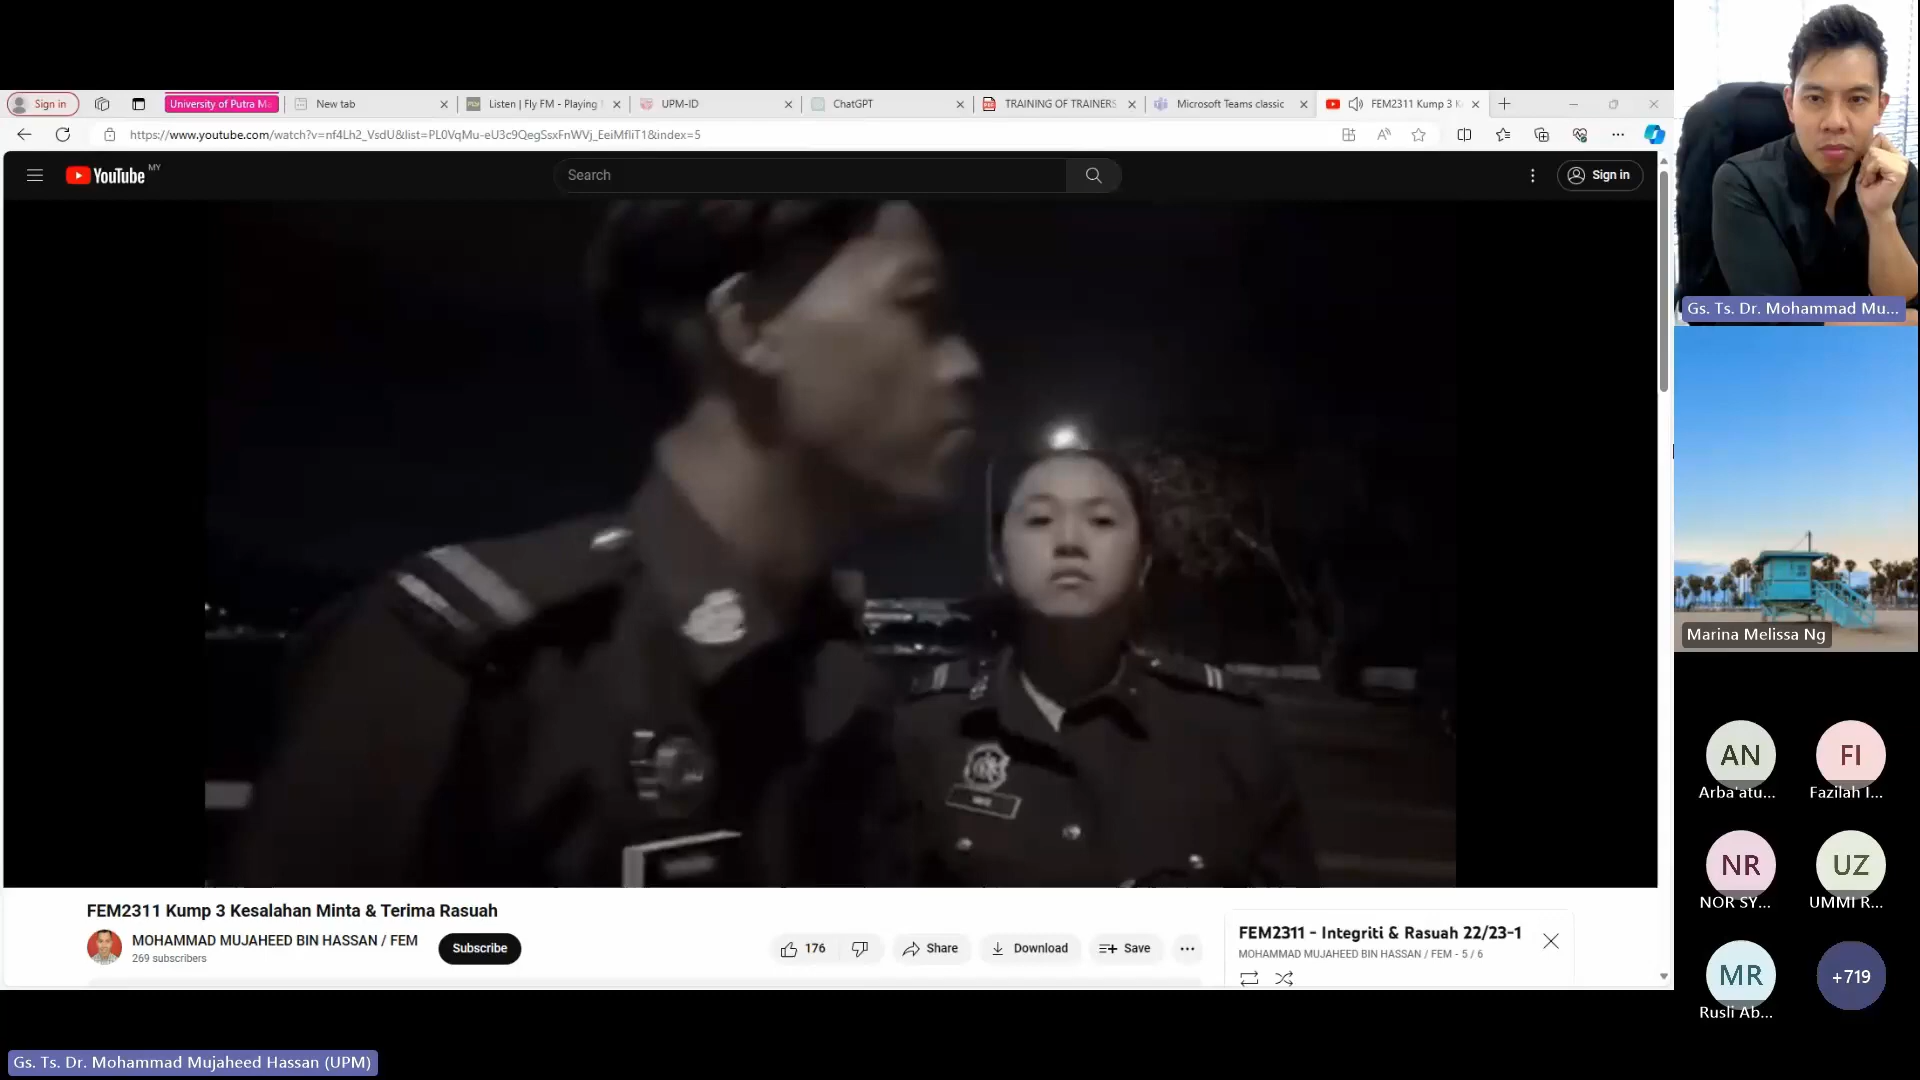 Sign in
University of Putra Ma
New tab
Listen | Fly FM - Playing
UPM-ID
ChatGPT
TRAINING OF TRAINERS
Microsoft Teams classic
FEM2311 Kump 3 K
https://www.youtube.com/watch?v=nf4Lh2_VsdU&list=PL0VqMu-eU3c9QegSsxFnWVj_EeiMfliT1&index=5
YouTube MY
Search
Sign in
Gs. Ts. Dr. Mohammad Mu...
Marina Melissa Ng
AN
FI
Arba'atu...
Fazilah I...
NR
UZ
NOR SY...
UMMI R...
MR
+719
Rusli Ab...
FEM2311 Kump 3 Kesalahan Minta & Terima Rasuah
MOHAMMAD MUJAHEED BIN HASSAN / FEM
269 subscribers
Subscribe
176
Share
Download
Save
FEM2311 - Integriti & Rasuah 22/23-1
MOHAMMAD MUJAHEED BIN HASSAN / FEM - 5 / 6
Gs. Ts. Dr. Mohammad Mujaheed Hassan (UPM)